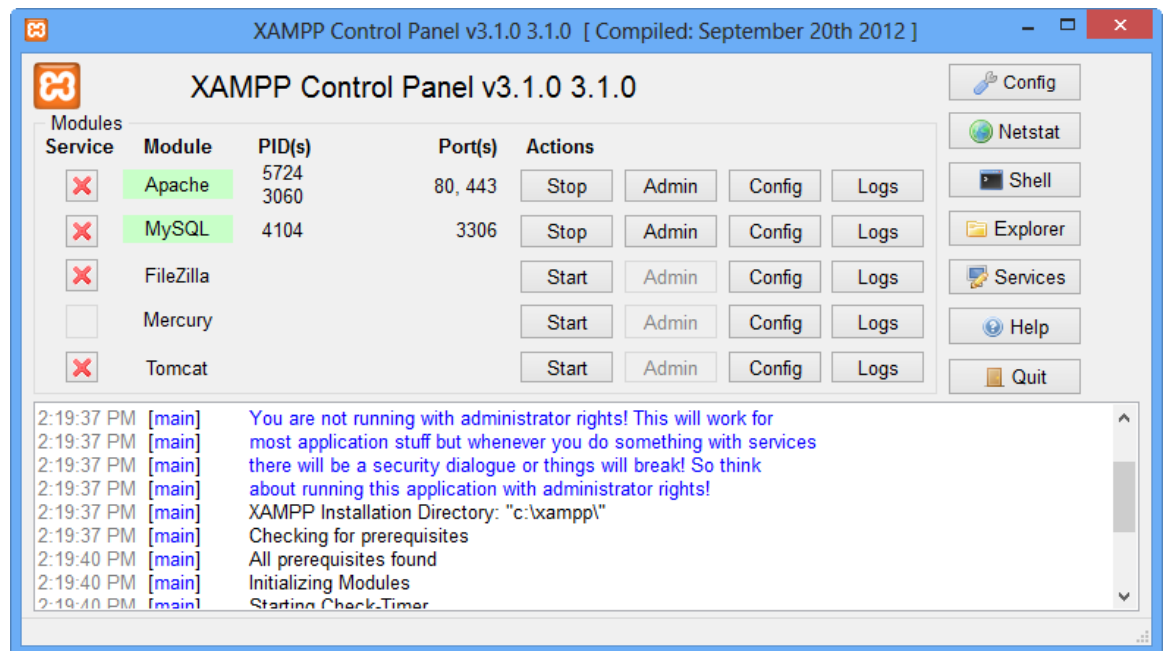 XAMPP Control Panel v3.1.0 3.1.0 [ Compiled: September 20th 2012 ]
XAMPP Control Panel v3.1.0 3.1.0
Config
Modules
Service Module PID(s) Port(s) Actions
Netstat
Apache 5724 80, 443 Stop Admin Config Logs
3060
Shell
MySQL 4104 3306 Stop Admin Config Logs
Explorer
FileZilla Start Admin Config Logs
Services
Mercury Start Admin Config Logs
Help
Tomcat Start Admin Config Logs
Quit
2:19:37 PM [main] You are not running with administrator rights! This will work for
2:19:37 PM [main] most application stuff but whenever you do something with services
2:19:37 PM [main] there will be a security dialogue or things will break! So think
2:19:37 PM [main] about running this application with administrator rights!
2:19:37 PM [main] XAMPP Installation Directory: "c:\xampp\"
2:19:37 PM [main] Checking for prerequisites
2:19:40 PM [main] All prerequisites found
2:19:40 PM [main] Initializing Modules
2:19:40 PM [main] Starting Check-Timer